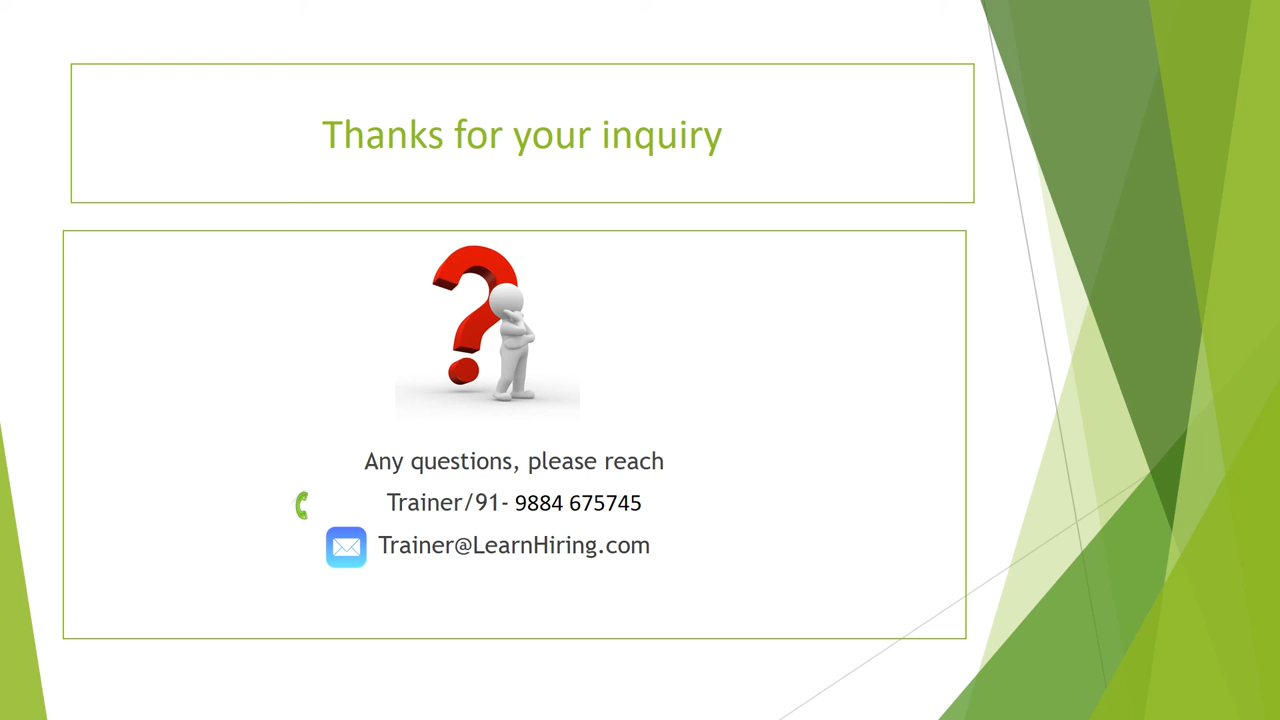 Thanks for your inquiry
Any questions, please reach
Trainer/91- 9884 675745
Trainer@LearnHiring.com